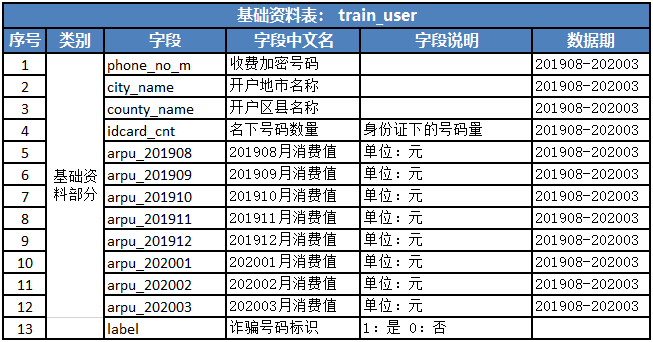 基础资料表： train_user
序号 类别 字段 字段中文名 字段说明 数据期
1 phone_no_m 收费加密号码 201908-202003
2 city_name 开户地市名称 201908-202003
3 county_name 开户区县名称 201908-202003
4 idcard_cnt 名下号码数量 身份证下的号码量 201908-202003
5 arpu_201908 201908月消费值 单位：元 201908-202003
6 arpu_201909 201909月消费值 单位：元 201908-202003
基础资
料部分
7 arpu_201910 201910月消费值 单位：元 201908-202003
8 arpu_201911 201911月消费值 单位：元 201908-202003
9 arpu_201912 201912月消费值 单位：元 201908-202003
10 arpu_202001 202001月消费值 单位：元 201908-202003
11 arpu_202002 202002月消费值 单位：元 201908-202003
12 arpu_202003 202003月消费值 单位：元 201908-202003
13 label 诈骗号码标识 1：是 0：否